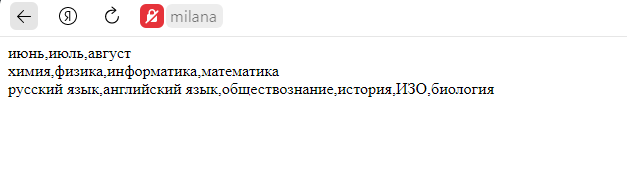 Я milana
июнь,июль,август
химия,физика,информатика,математика
русский язык,английский язык,обществознание,история,ИЗО,биология